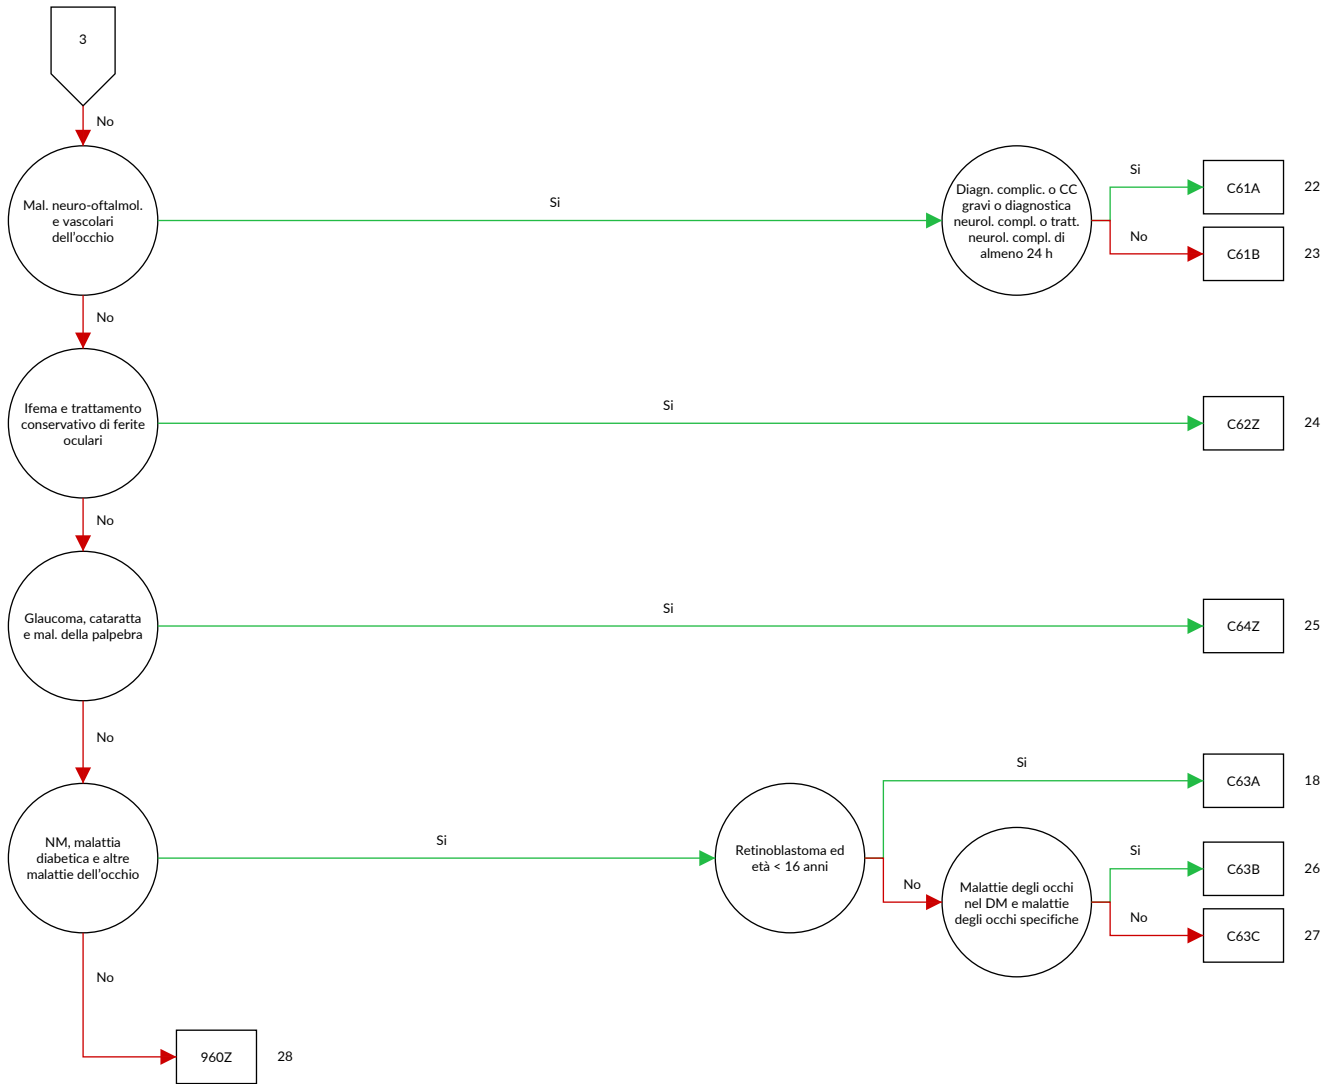 3
No
Mal. neuro-oftalmol.
e vascolari
dell'occhio
Si
Diagn. complic. o CC
gravi o diagnostica
neurol. compl. o tratt.
neurol. compl. di
almeno 24 h
Si
C61A
22
No
C61B
23
No
Ifema e trattamento
conservativo di ferite
oculari
Si
C62Z
24
No
Glaucoma, cataratta
e mal. della palpebra
Si
C64Z
25
No
NM, malattia
diabetica e altre
malattie dell'occhio
Si
Retinoblastoma ed
età < 16 anni
Si
C63A
18
No
Malattie degli occhi
nel DM e malattie
degli occhi specifiche
Si
C63B
26
No
C63C
27
No
960Z
28